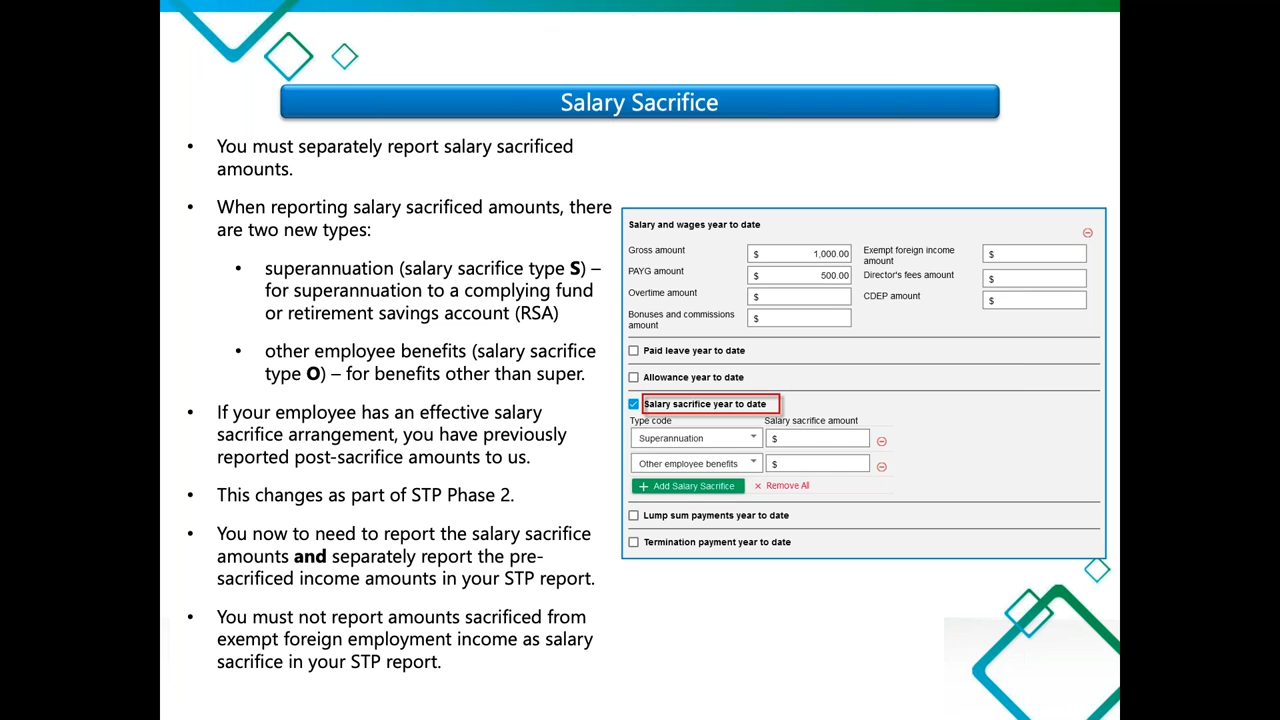 Salary Sacrifice
• You must separately report salary sacrificed
amounts.
• When reporting salary sacrificed amounts, there
are two new types:
• superannuation (salary sacrifice type S) –
for superannuation to a complying fund
or retirement savings account (RSA)
• other employee benefits (salary sacrifice
type O) – for benefits other than super.
• If your employee has an effective salary
sacrifice arrangement, you have previously
reported post-sacrifice amounts to us.
• This changes as part of STP Phase 2.
• You now to need to report the salary sacrifice
amounts and separately report the pre-
sacrificed income amounts in your STP report.
• You must not report amounts sacrificed from
exempt foreign employment income as salary
sacrifice in your STP report.
Salary and wages year to date
Gross amount $ 1,000.00
PAYG amount $ 500.00
Overtime amount $
Bonuses and commissions
amount $
Exempt foreign income
amount $
Director's fees amount $
CDEP amount $
Paid leave year to date
Allowance year to date
Salary sacrifice year to date
Type code Salary sacrifice amount
Superannuation $
Other employee benefits $
+ Add Salary Sacrifice × Remove All
Lump sum payments year to date
Termination payment year to date